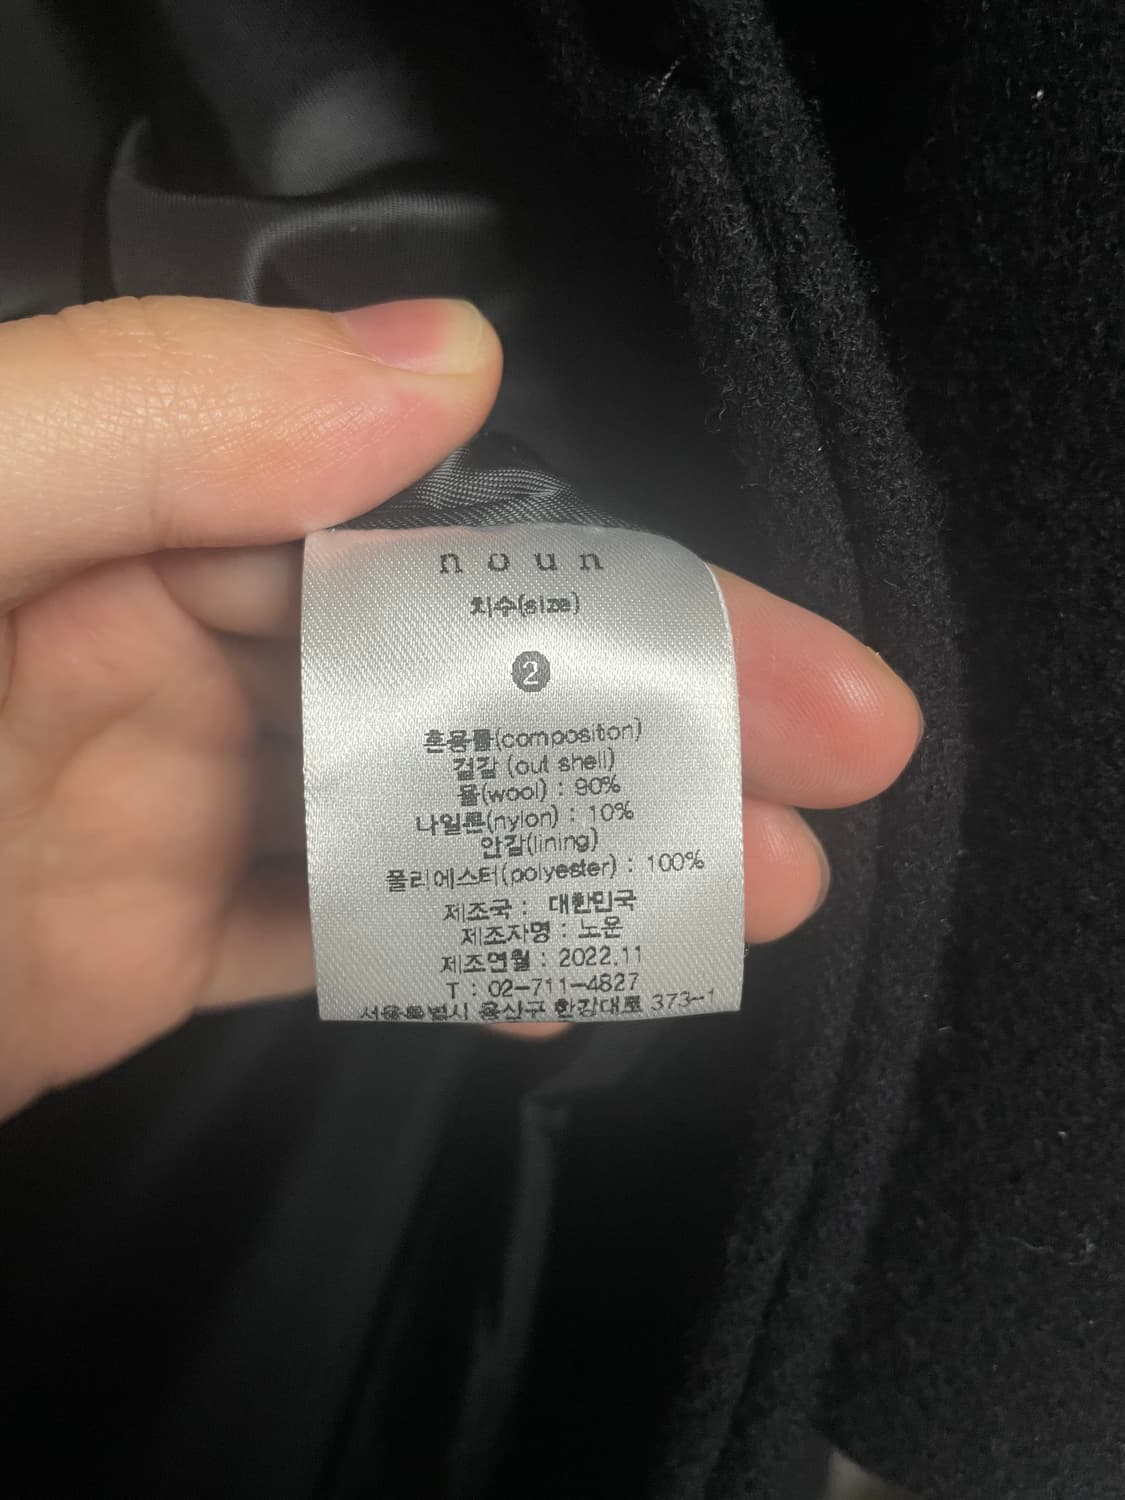 noun
치수(size)
2
혼용률(composition)
겉감 (out shell)
울(wool) : 90%
나일론(nylon) : 10%
안감(lining)
폴리에스터(polyester) : 100%
제조국 : 대한민국
제조자명 : 노운
제조연월 : 2022.11
T : 02-711-4827
서울특별시 용산구 한강대로 373-1